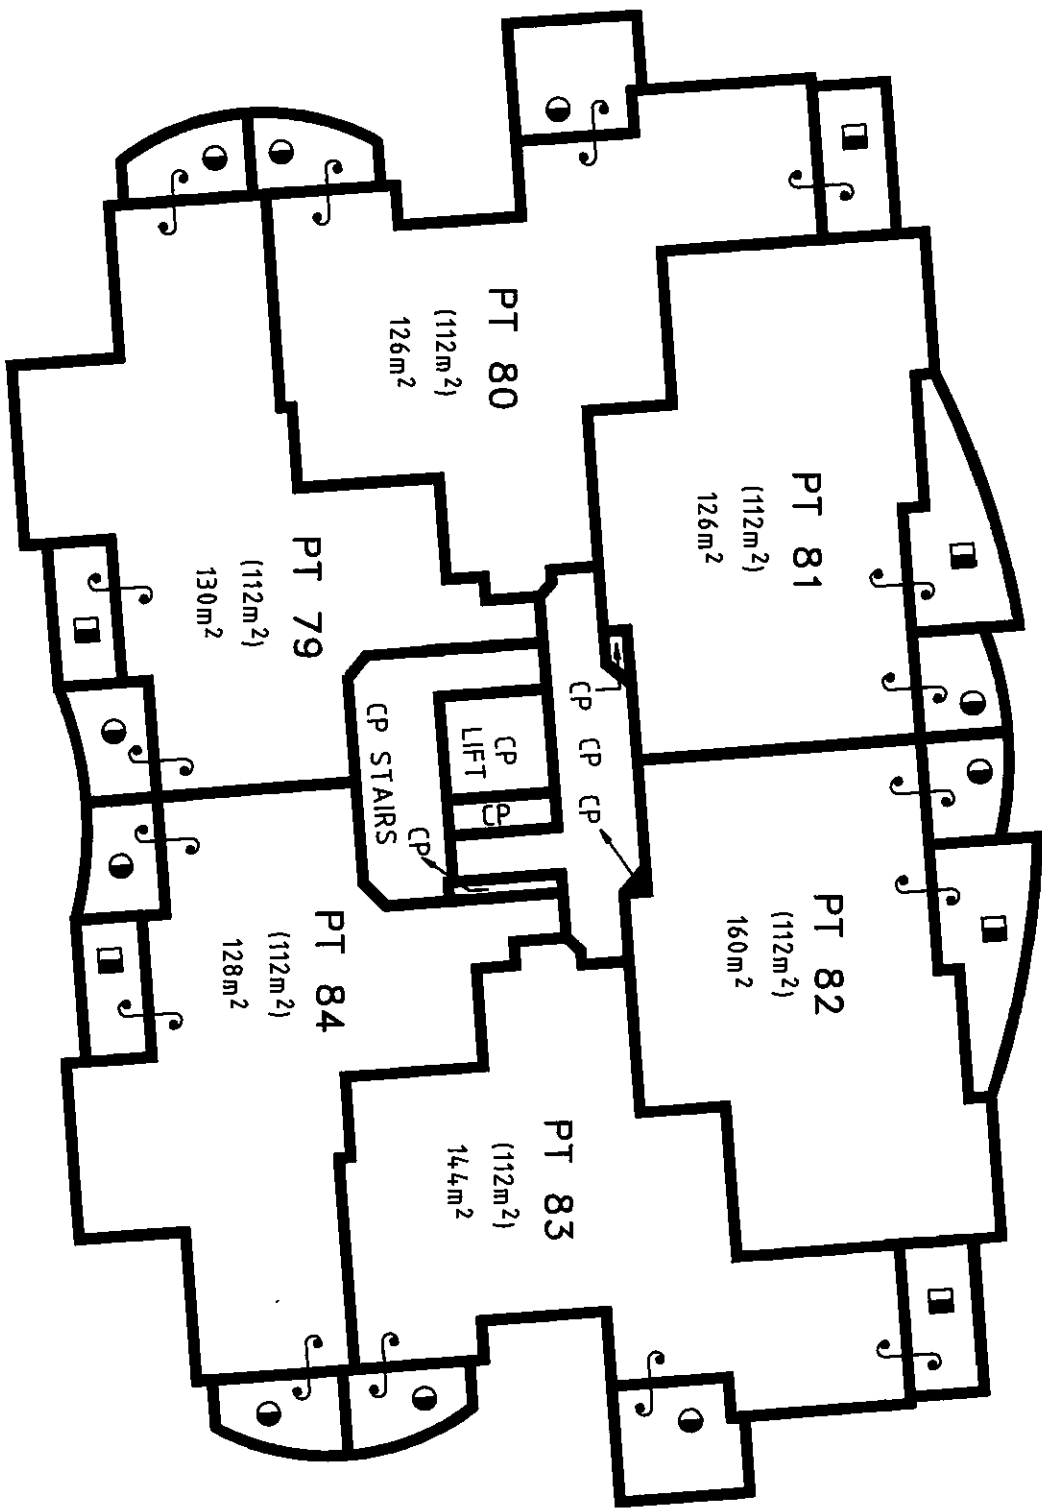 PT 80
(112m²)
126m²
PT 81
(112m²)
126m²
PT 79
(112m²)
130m²
CP
CP
CP
CP
LIFT
CP
CP STAIRS
CP
PT 82
(112m²)
160m²
PT 84
(112m²)
128m²
PT 83
(112m²)
144m²